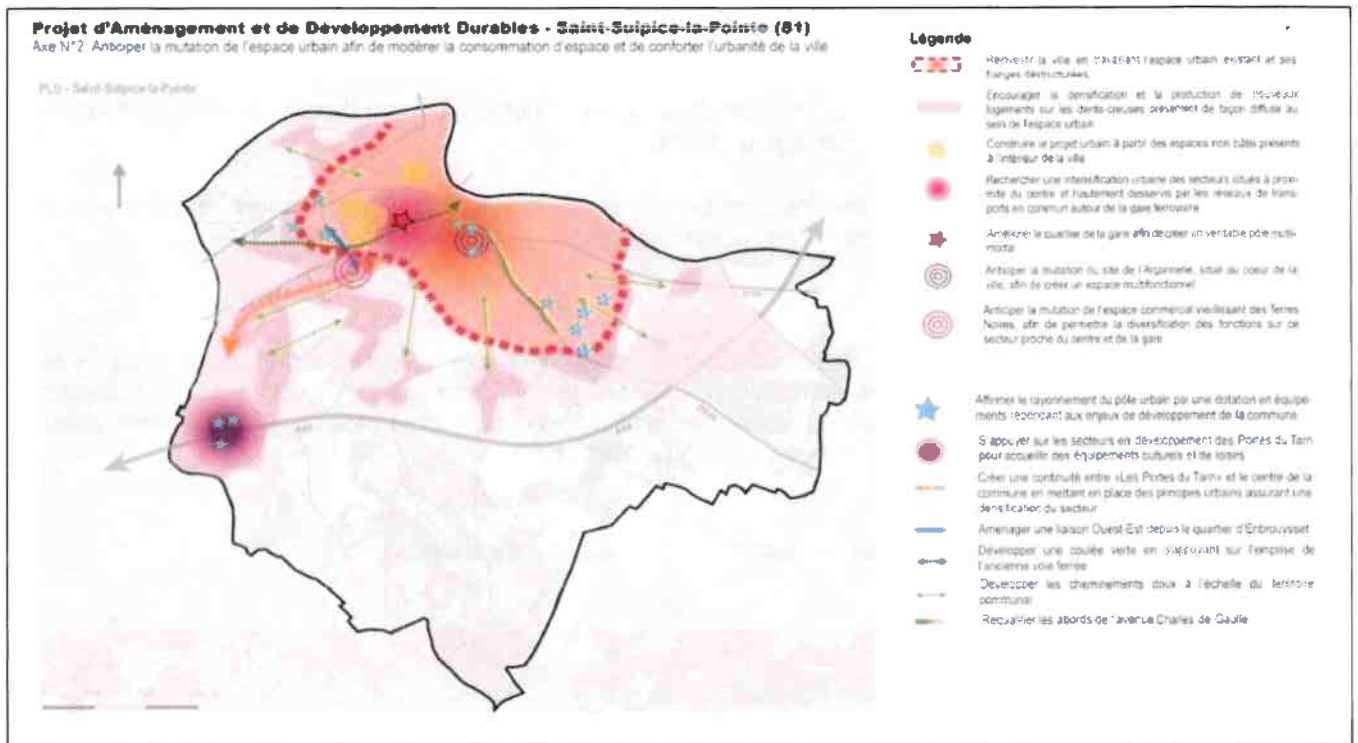 Projet d'Aménagement et de Développement Durables - Saint-Sulpice-la-Pointe (81)
Axe N°2: Anticiper la mutation de l'espace urbain afin de modérer la consommation d'espace et de conforter l'urbanité de la ville
PLU - Saint-Sulpice-la-Pointe
Légende
Réinvestir la ville en travaillant l'espace urbain existant et ses
franges déstructurées
Encourager la densification et la production de nouveaux
logements sur les dents-creuses présentent de façon diffuse au
sein de l'espace urbain
Construire le projet urbain à partir des espaces non bâtis présents
à l'intérieur de la ville
Rechercher une intensification urbaine des secteurs situés à proxi-
mité du centre et hautement desservis par les réseaux de trans-
ports en commun autour de la gare ferroviaire
Améliorer le quartier de la gare afin de créer un véritable pôle multi-
modal
Anticiper la mutation du site de l'Arçonnerie, situé au coeur de la
ville, afin de créer un espace multifonctionnel
Anticiper la mutation de l'espace commercial vieillissant des Terres
Noires, afin de permettre la diversification des fonctions sur ce
secteur proche du centre et de la gare
Affirmer le rayonnement du pôle urbain par une dotation en équipe-
ments répondant aux enjeux de développement de la commune
S'appuyer sur les secteurs en développement des Portes du Tarn
pour accueillir des équipements culturels et de loisirs
Créer une continuité entre «Les Portes du Tarn» et le centre de la
commune en mettant en place des principes urbains assurant une
densification du secteur
Aménager une liaison Ouest-Est depuis le quartier d'Enbrouysset
Développer une coulée verte en s'appuyant sur l'emprise de
l'ancienne voie ferrée
Développer les cheminements doux à l'échelle du territoire
communal
Requalifier les abords de l'avenue Charles de Gaulle